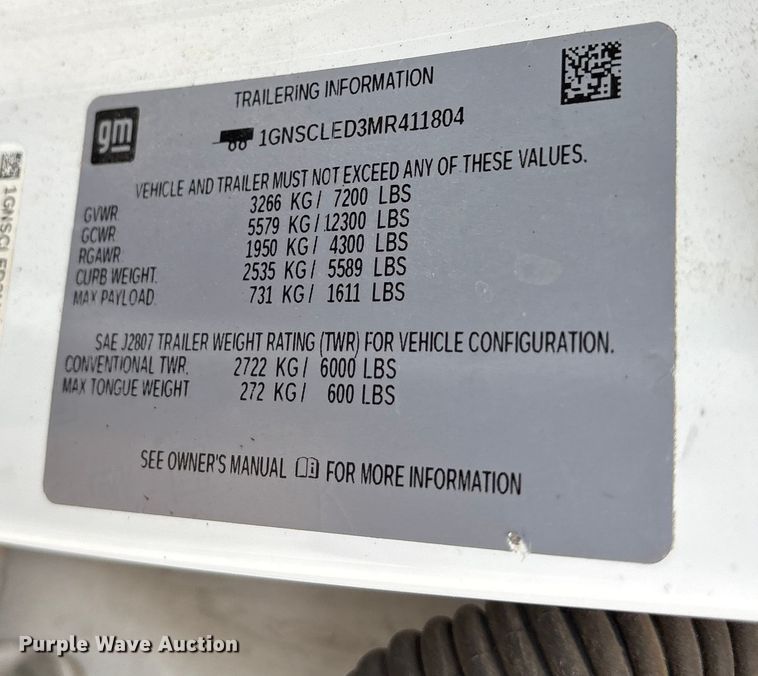 gm
TRAILERING INFORMATION
1GNSCLED3MR411804
VEHICLE AND TRAILER MUST NOT EXCEED ANY OF THESE VALUES.
GVWR 3266 KG/ 7200 LBS
GCWR 5579 KG/12300 LBS
RGAWR 1950 KG/ 4300 LBS
CURB WEIGHT 2535 KG/ 5589 LBS
MAX PAYLOAD 731 KG/ 1611 LBS
SAE J2807 TRAILER WEIGHT RATING (TWR) FOR VEHICLE CONFIGURATION.
CONVENTIONAL TWR 2722 KG/ 6000 LBS
MAX TONGUE WEIGHT 272 KG/ 600 LBS
SEE OWNER'S MANUAL FOR MORE INFORMATION
Purple Wave Auction